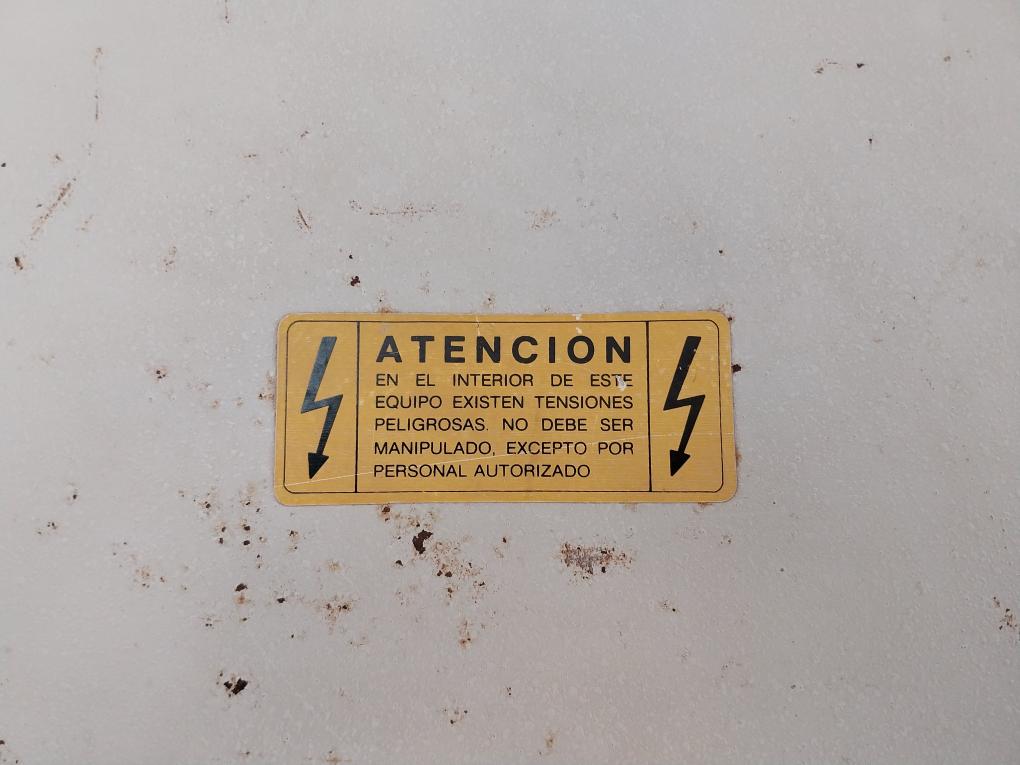 ATENCION
EN EL INTERIOR DE ESTE
EQUIPO EXISTEN TENSIONES
PELIGROSAS. NO DEBE SER
MANIPULADO, EXCEPTO POR
PERSONAL AUTORIZADO